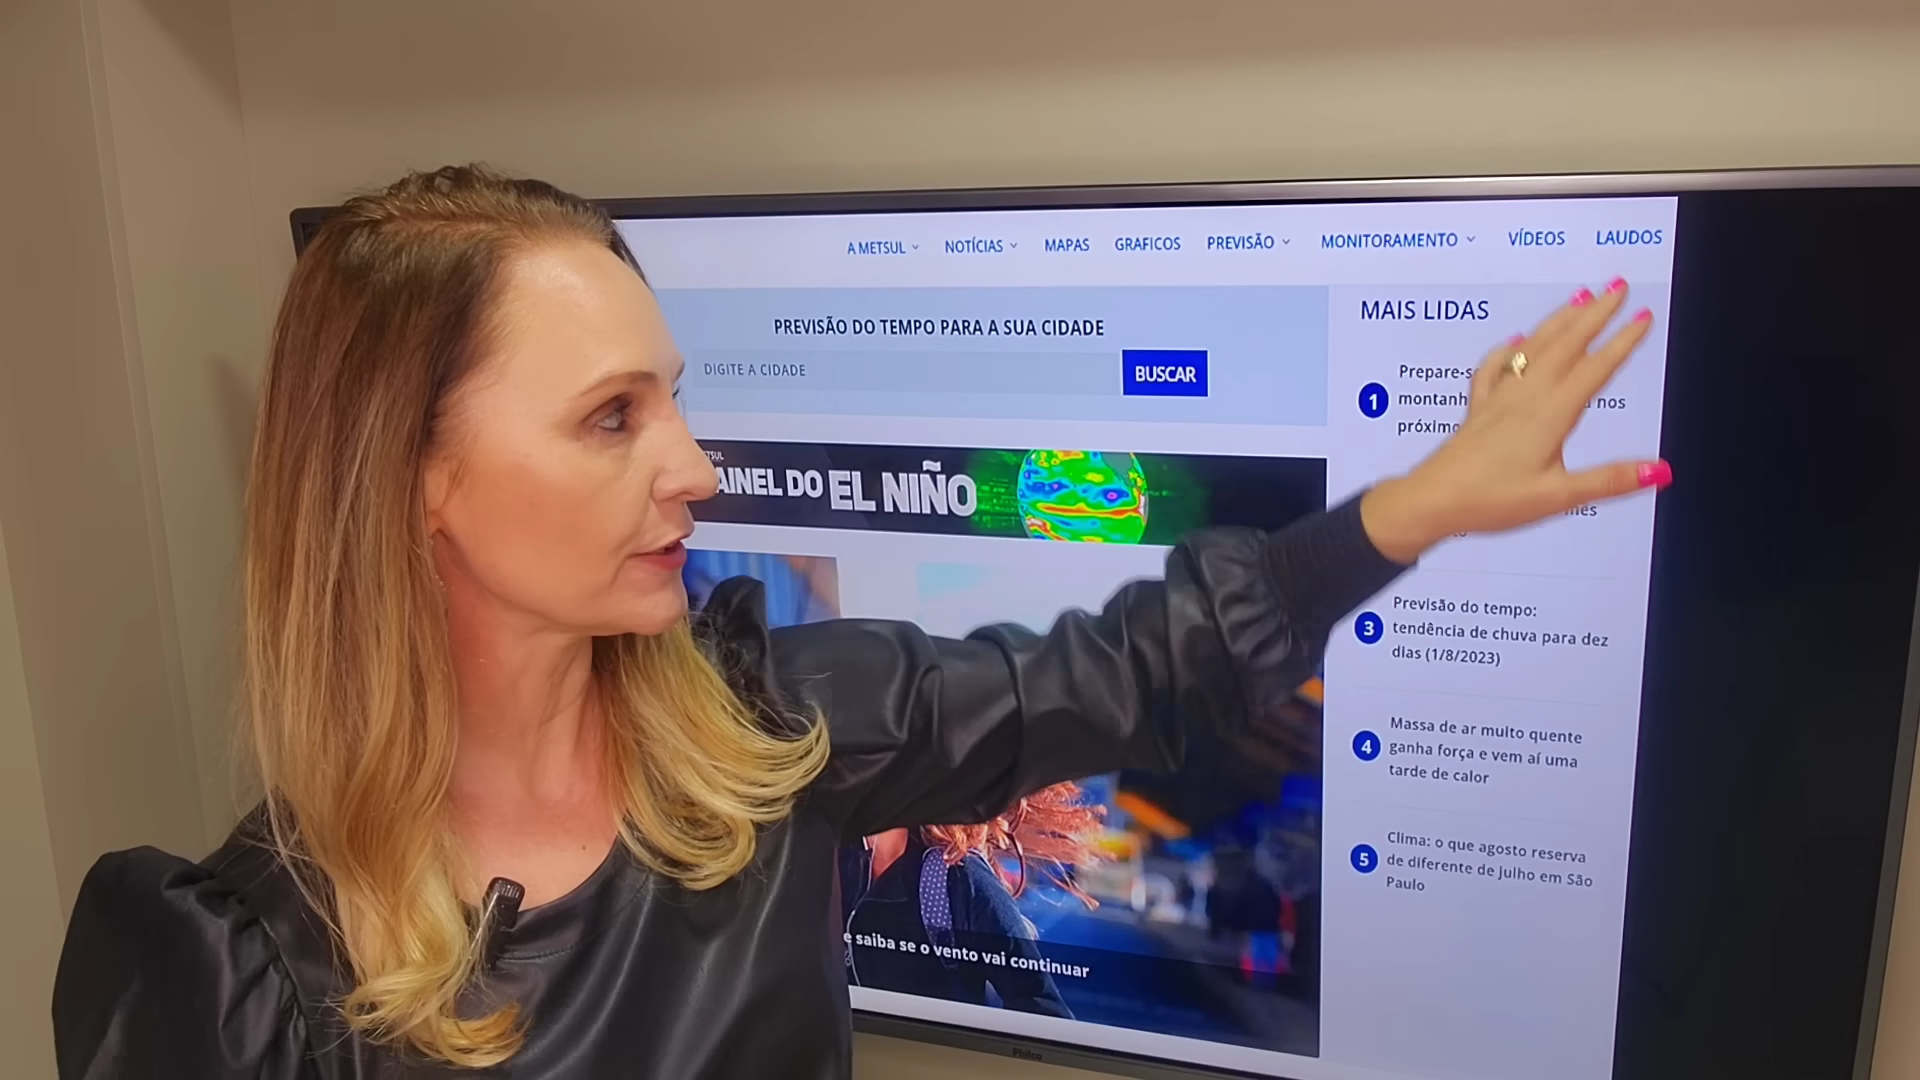 A METSUL NOTÍCIAS MAPAS GRAFICOS PREVISÃO MONITORAMENTO VÍDEOS LAUDOS
PREVISÃO DO TEMPO PARA A SUA CIDADE
DIGITE A CIDADE
BUSCAR
DO EL NIÑO
e saiba se o vento vai continuar
MAIS LIDAS
1
nos
3
Previsão do tempo:
tendência de chuva para dez
dias (1/8/2023)
4
Massa de ar muito quente
ganha força e vem aí uma
tarde de calor
5
Clima: o que agosto reserva
de diferente de julho em São
Paulo
Philco